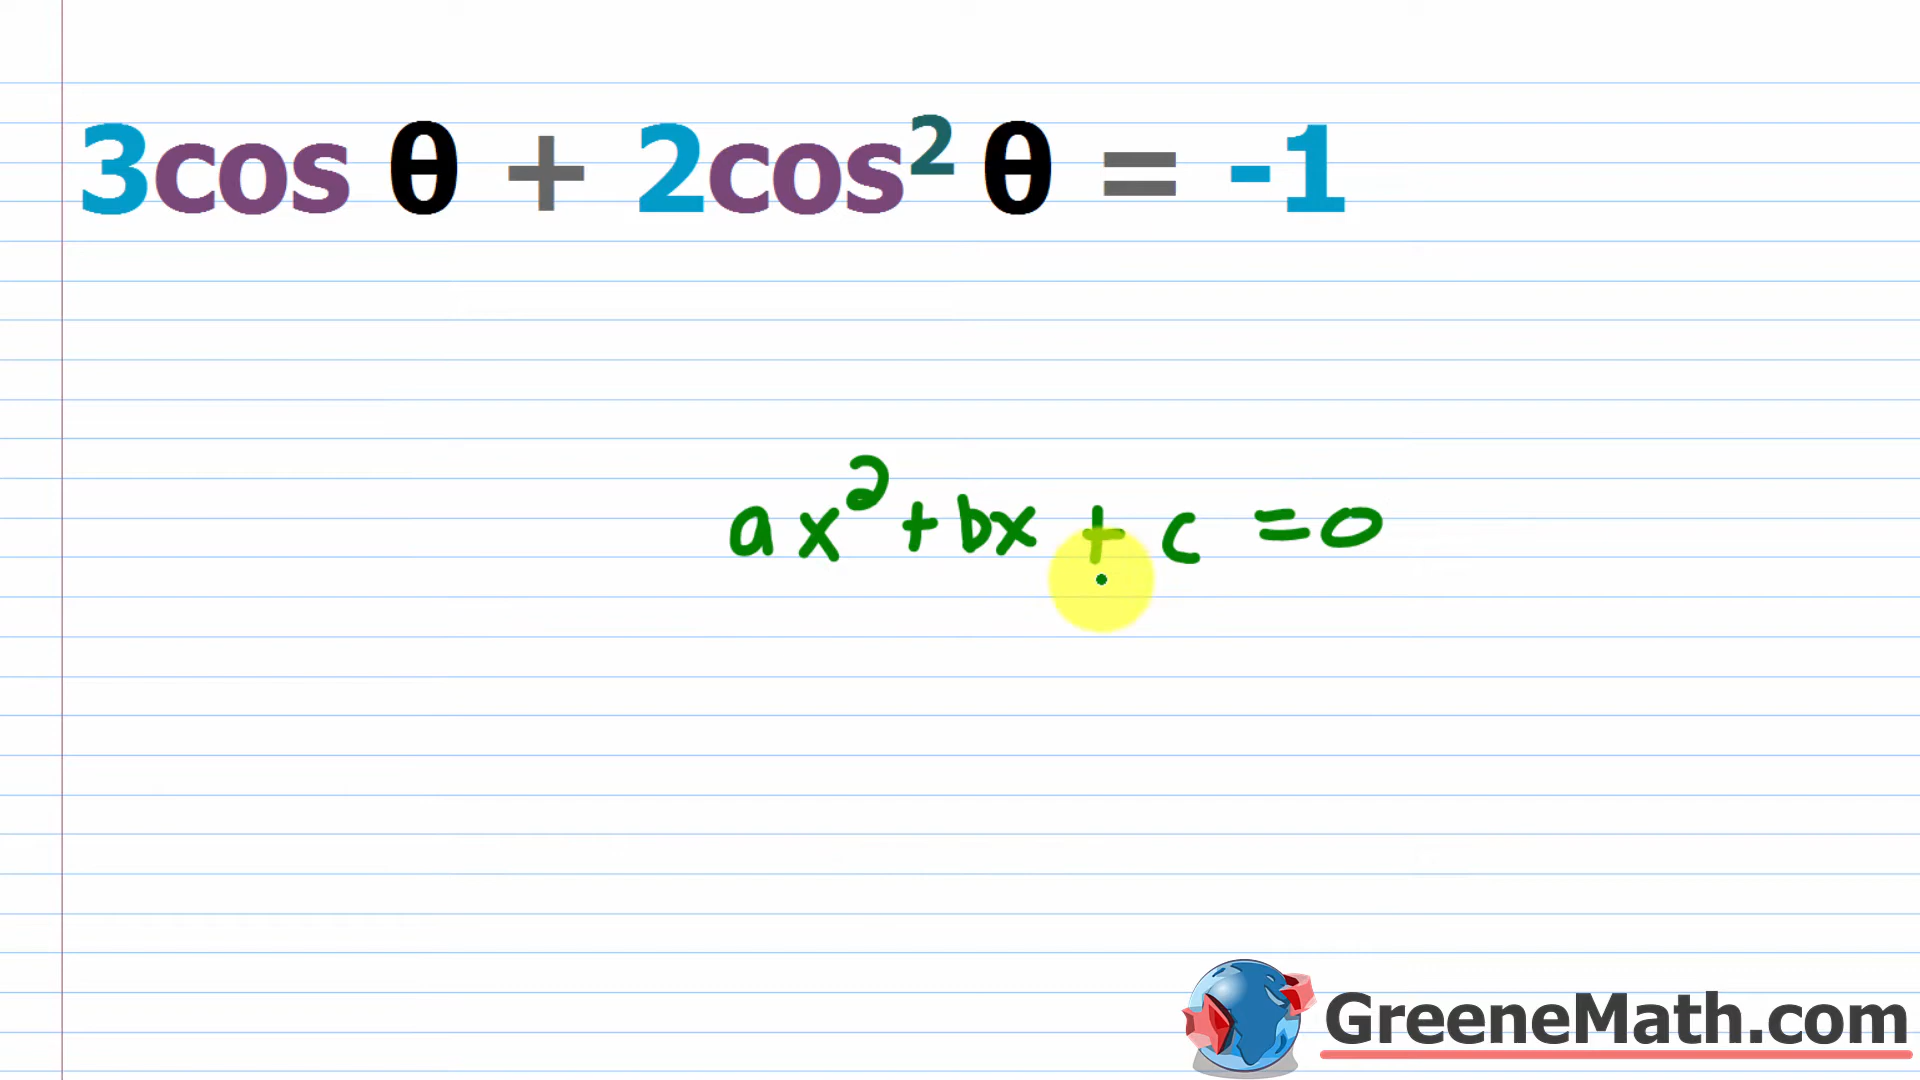 3cos θ + 2cos² θ = -1
ax² + bx + c = 0
GreeneMath.com